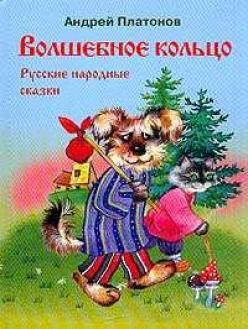 Андрей Платонов
Волшебное кольцо
Русские народные
сказки